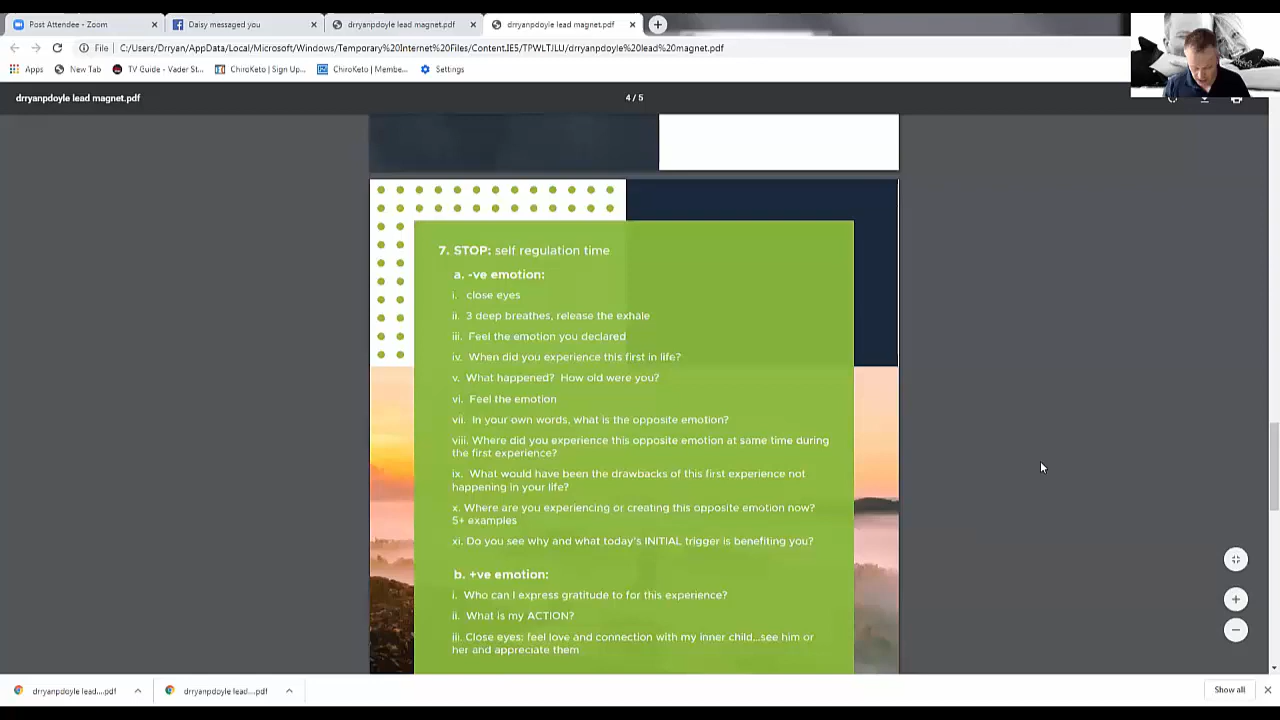 Post Attendee - Zoom
Daisy messaged you
drryanpdoyle lead magnet.pdf
drryanpdoyle lead magnet.pdf
File
C:/Users/Drryan/AppData/Local/Microsoft/Windows/Temporary%20Internet%20Files/Content.IE5/TPWLTJLU/drryanpdoyle%20lead%20magnet.pdf
Apps
New Tab
TV Guide - Vader St...
ChiroKeto | Sign Up...
ChiroKeto | Membe...
Settings
drryanpdoyle lead magnet.pdf
4 / 5
7. STOP: self regulation time
a. -ve emotion:
i. close eyes
ii. 3 deep breathes, release the exhale
iii. Feel the emotion you declared
iv. When did you experience this first in life?
v. What happened? How old were you?
vi. Feel the emotion
vii. In your own words, what is the opposite emotion?
viii. Where did you experience this opposite emotion at same time during
the first experience?
ix. What would have been the drawbacks of this first experience not
happening in your life?
x. Where are you experiencing or creating this opposite emotion now?
5+ examples
xi. Do you see why and what today's INITIAL trigger is benefiting you?
b. +ve emotion:
i. Who can I express gratitude to for this experience?
ii. What is my ACTION?
iii. Close eyes: feel love and connection with my inner child...see him or
her and appreciate them
drryanpdoyle lead....pdf
drryanpdoyle lead....pdf
Show all